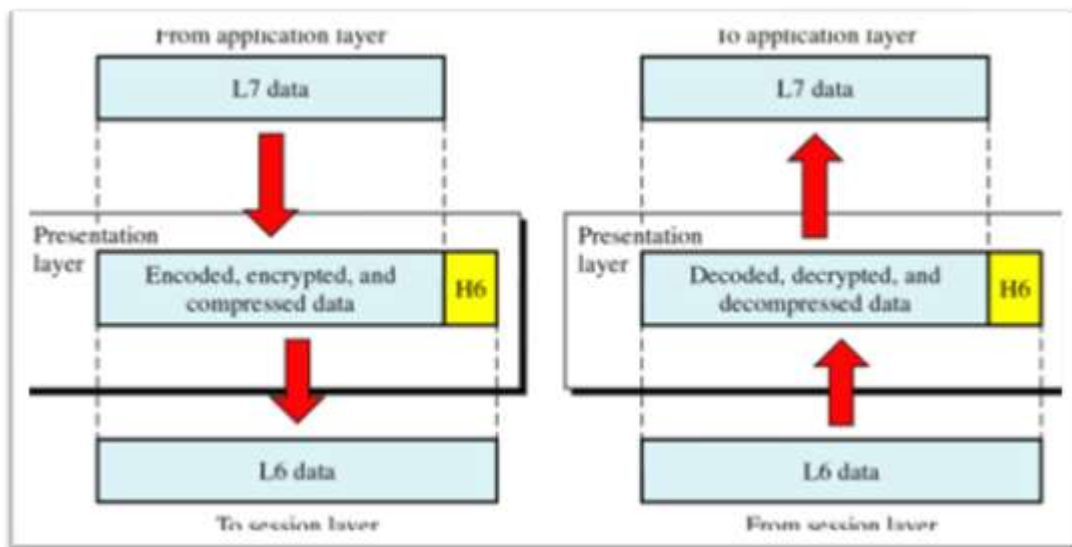 From application layer
L7 data
Presentation
layer
Encoded, encrypted, and
compressed data
H6
L6 data
To session layer
To application layer
L7 data
Presentation
layer
Decoded, decrypted, and
decompressed data
H6
L6 data
From session layer